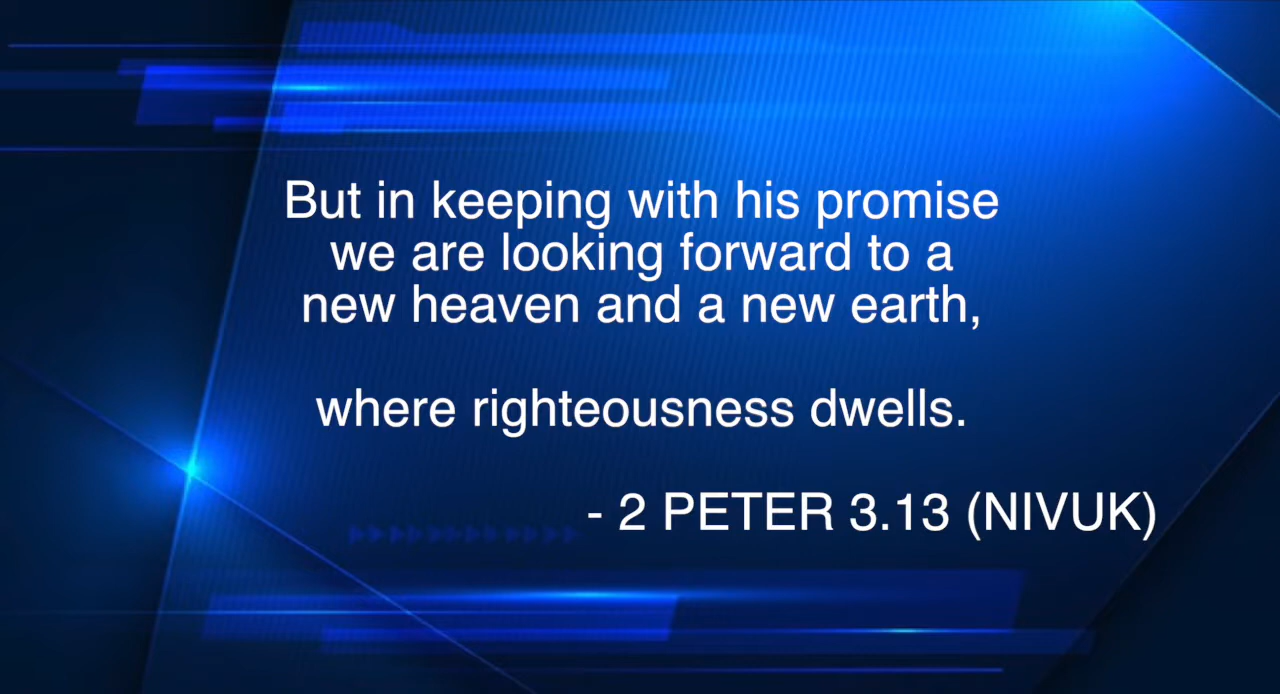 But in keeping with his promise
we are looking forward to a
new heaven and a new earth,
where righteousness dwells.
- 2 PETER 3.13 (NIVUK)